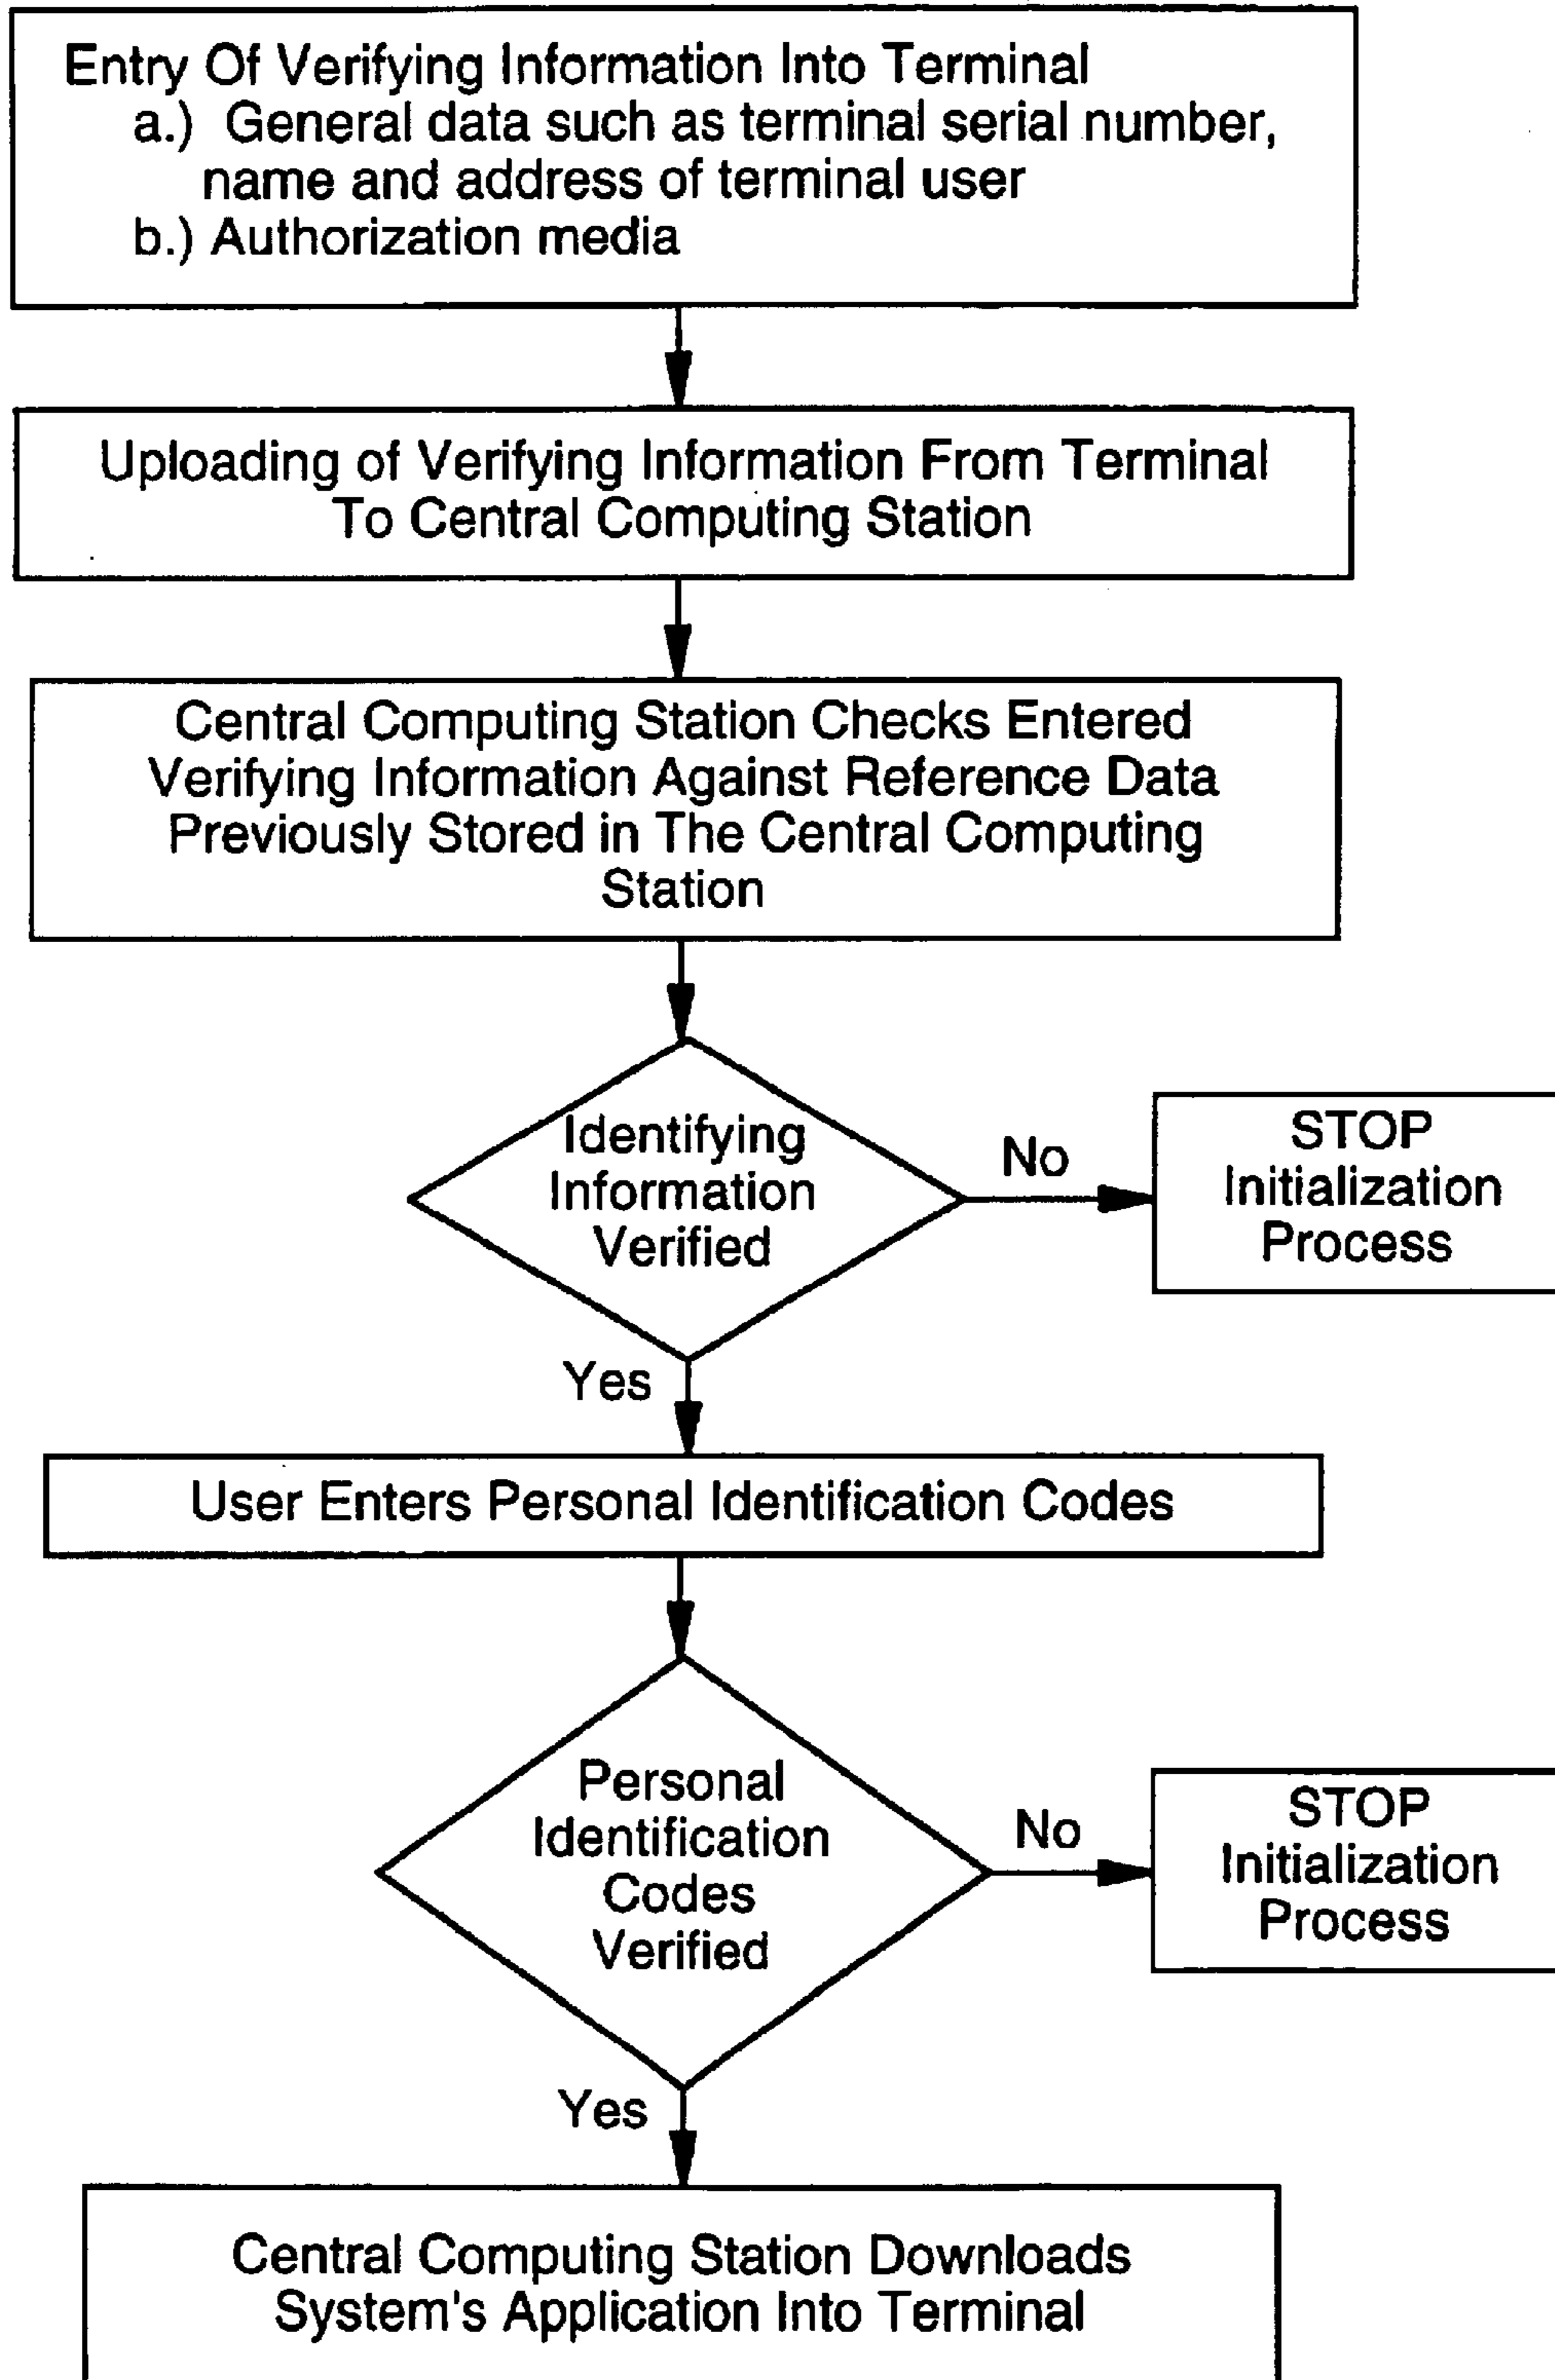 Entry Of Verifying Information Into Terminal
a.) General data such as terminal serial number,
name and address of terminal user
b.) Authorization media
Uploading of Verifying Information From Terminal
To Central Computing Station
Central Computing Station Checks Entered
Verifying Information Against Reference Data
Previously Stored in The Central Computing
Station
Identifying
Information
Verified
No
STOP
Initialization
Process
Yes
User Enters Personal Identification Codes
Personal
Identification
Codes
Verified
No
STOP
Initialization
Process
Yes
Central Computing Station Downloads
System's Application Into Terminal